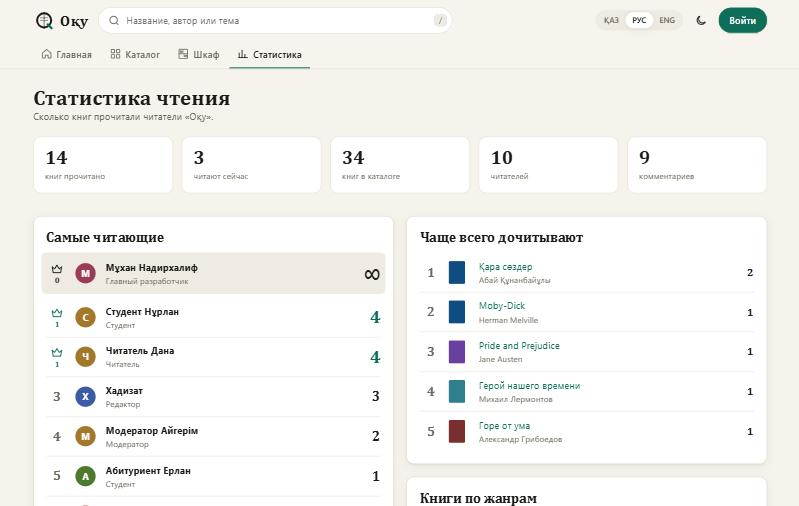 Оқу
Название, автор или тема
/
ҚАЗ РУС ENG
Войти
Главная
Каталог
Шкаф
Статистика
Статистика чтения
Сколько книг прочитали читатели «Оқу».
14
книг прочитано
3
читают сейчас
34
книг в каталоге
10
читателей
9
комментариев
Самые читающие
0
М
Мұхан Надирхалиф
Главный разработчик
∞
1
С
Студент Нұрлан
Студент
4
1
Ч
Читатель Дана
Читатель
4
3
Х
Хадизат
Редактор
3
4
М
Модератор Айгерім
Модератор
2
5
А
Абитуриент Ерлан
Студент
1
Чаще всего дочитывают
1
Қара сөздер
Абай Құнанбайұлы
2
2
Moby-Dick
Herman Melville
1
3
Pride and Prejudice
Jane Austen
1
4
Герой нашего времени
Михаил Лермонтов
1
5
Горе от ума
Александр Грибоедов
1
Книги по жанрам